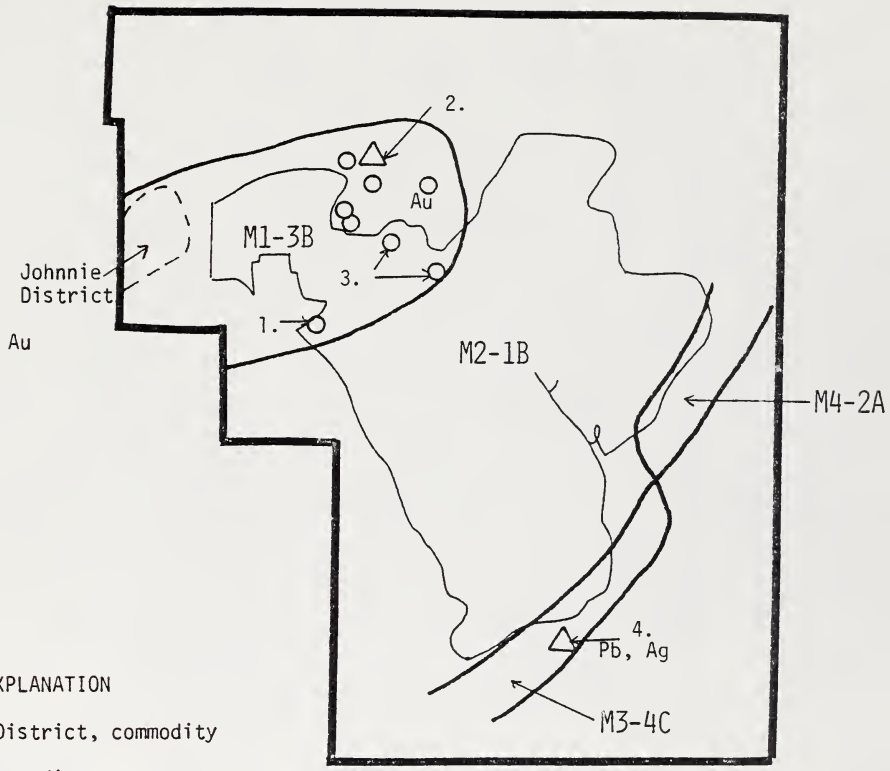 2.
Au
M1-3B
Johnnie
District
3.
1.
Au
M2-1B
M4-2A
4.
Pb, Ag
XPLANATION
District, commodity
M3-4C